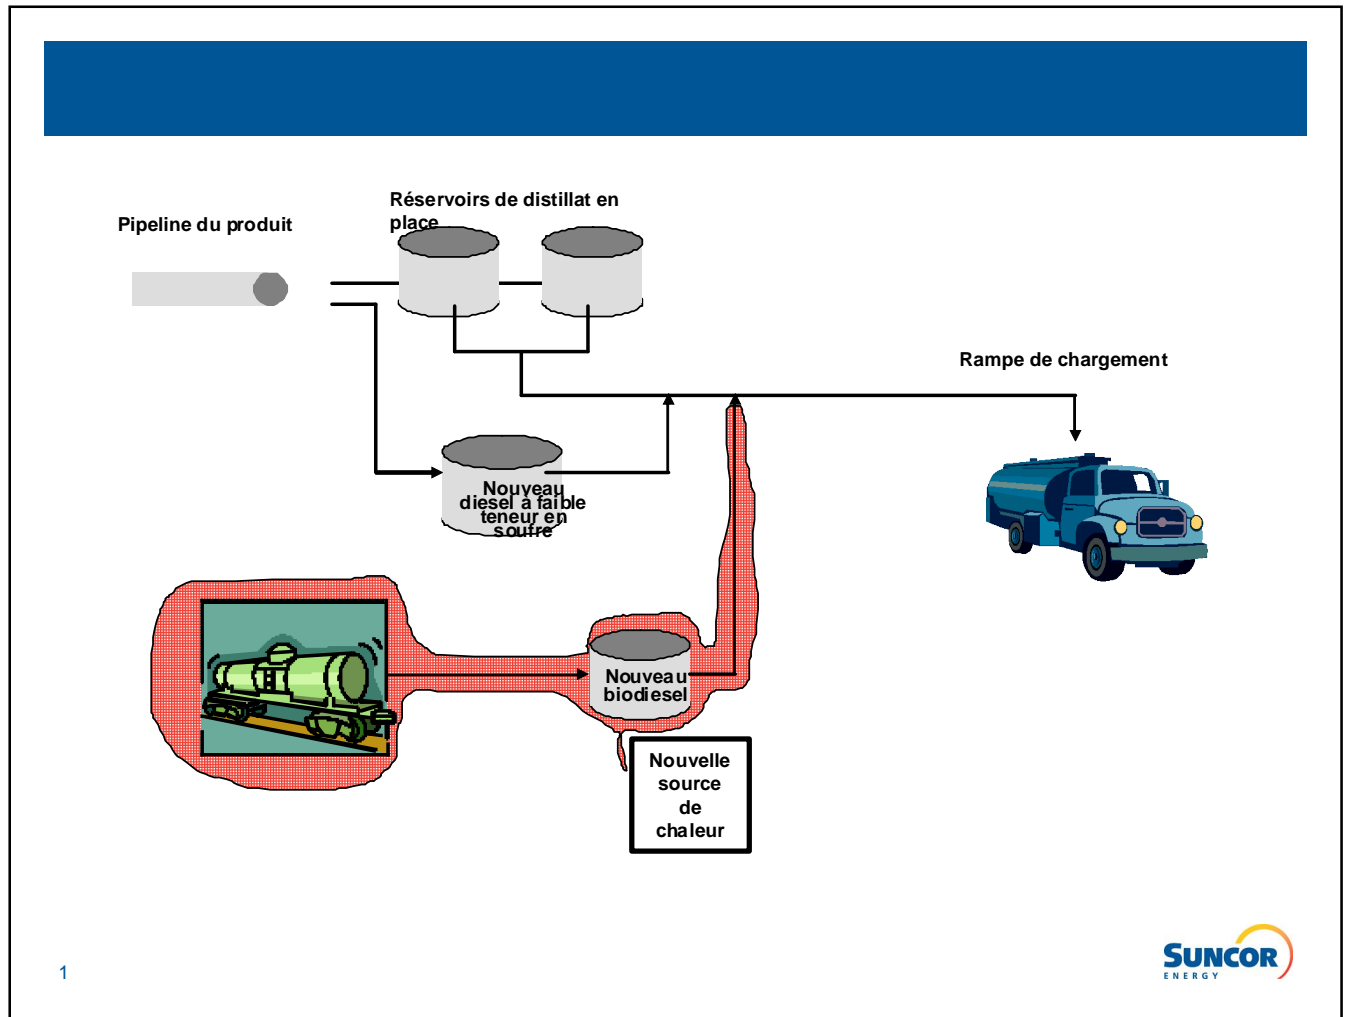 Réservoirs de distillat en
place
Pipeline du produit
Rampe de chargement
Nouveau
diesel à faible
teneur en
soufre
Nouveau
biodiesel
Nouvelle
source
de
chaleur
1
SUNCOR
ENERGY